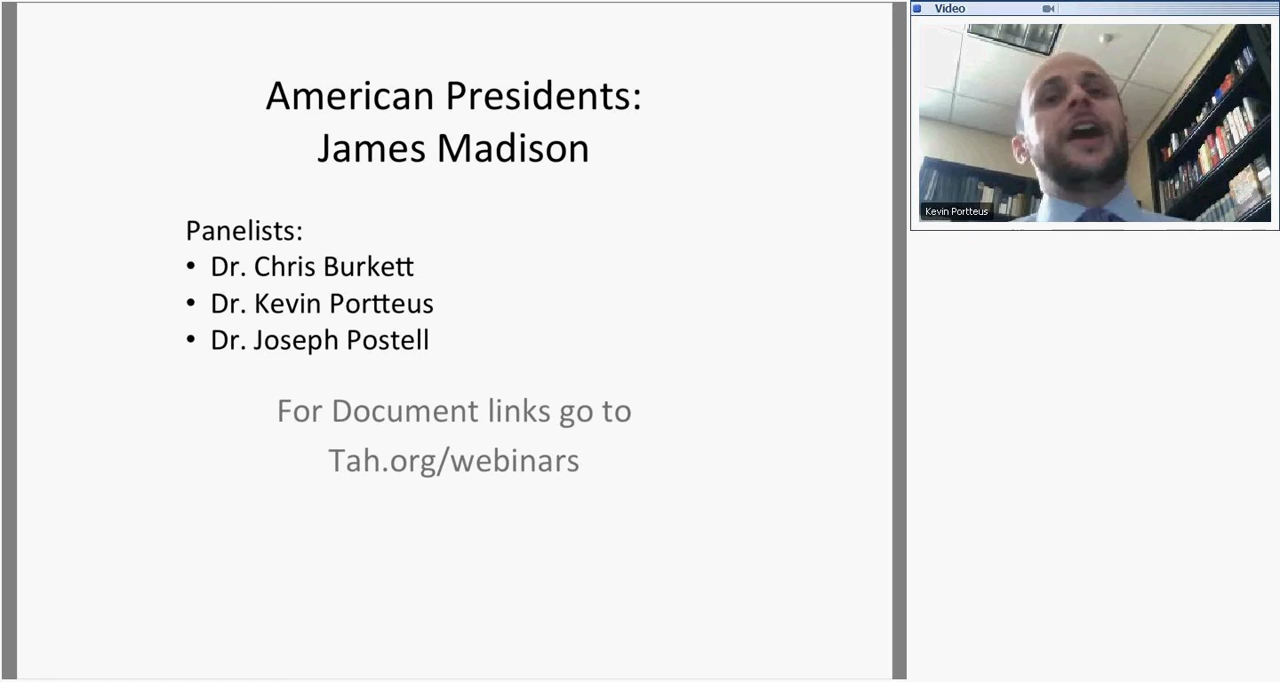 American Presidents:
James Madison
Panelists:
• Dr. Chris Burkett
• Dr. Kevin Portteus
• Dr. Joseph Postell
For Document links go to
Tah.org/webinars
Video
Kevin Portteus